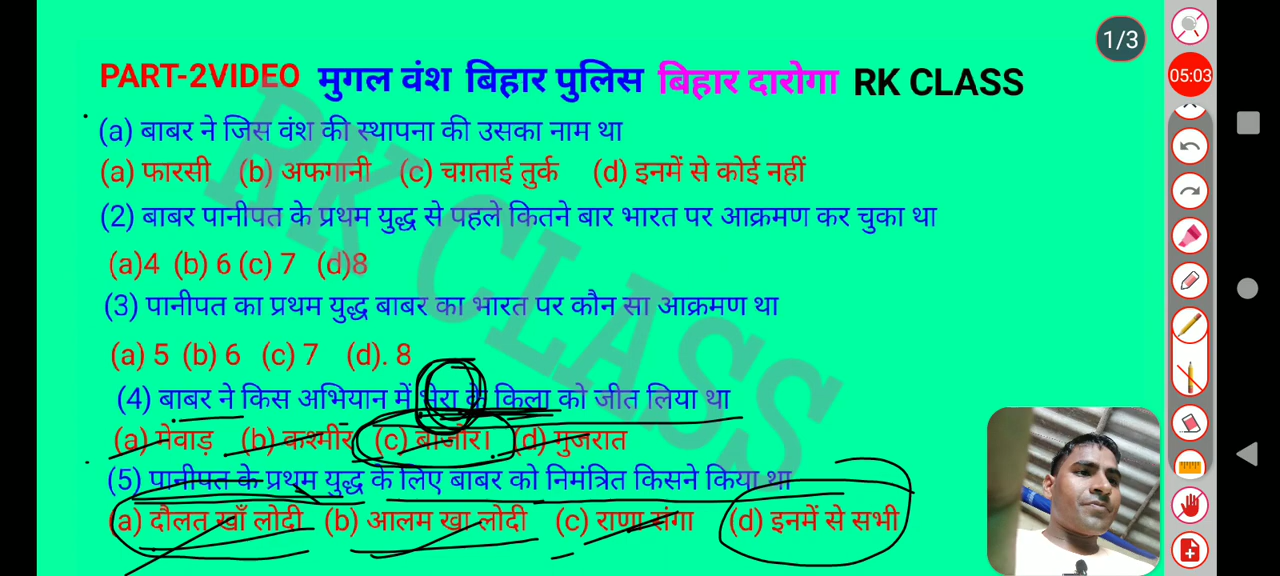 1/3
PART-2VIDEO मुगल वंश बिहार पुलिस बिहार दारोगा RK CLASS
05:03
(a) बाबर ने जिस वंश की स्थापना की उसका नाम था
(a) फारसी (b) अफगानी (c) चग़ताई तुर्क (d) इनमें से कोई नहीं
(2) बाबर पानीपत के प्रथम युद्ध से पहले कितने बार भारत पर आक्रमण कर चुका था
(a)4 (b) 6 (c) 7 (d)8
(3) पानीपत का प्रथम युद्ध बाबर का भारत पर कौन सा आक्रमण था
(a) 5 (b) 6 (c) 7 (d). 8
(4) बाबर ने किस अभियान में भेरा के किला को जीत लिया था
(a) मेवाड़ (b) कश्मीर (c) बाजौर। (d) गुजरात
(5) पानीपत के प्रथम युद्ध के लिए बाबर को निमंत्रित किसने किया था
(a) दौलत खाँ लोदी (b) आलम खा लोदी (c) राणा सांगा (d) इनमें से सभी
RK CLASS